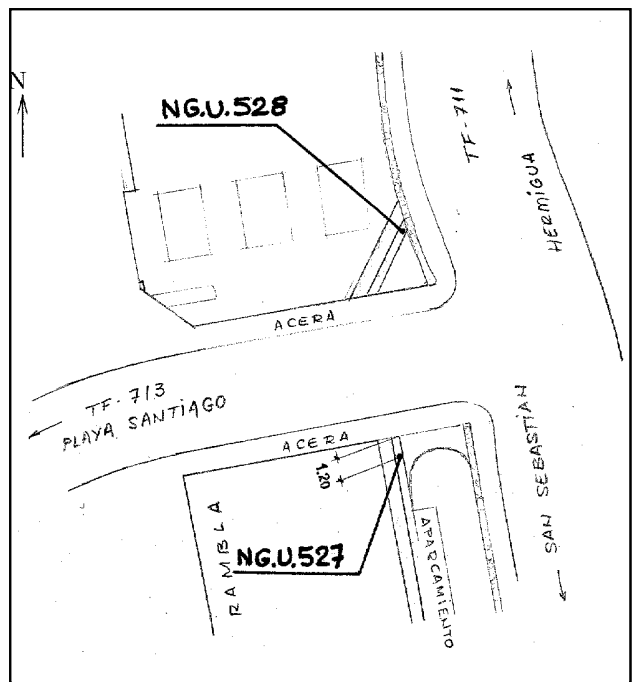 N
NG.U.528
TF-711
HERMIGUA
ACERA
TF-713
PLAYA SANTIAGO
ACERA
1.20
SAN SEBASTIAN
RAMBLA
NG.U.527
APARCAMIENTO